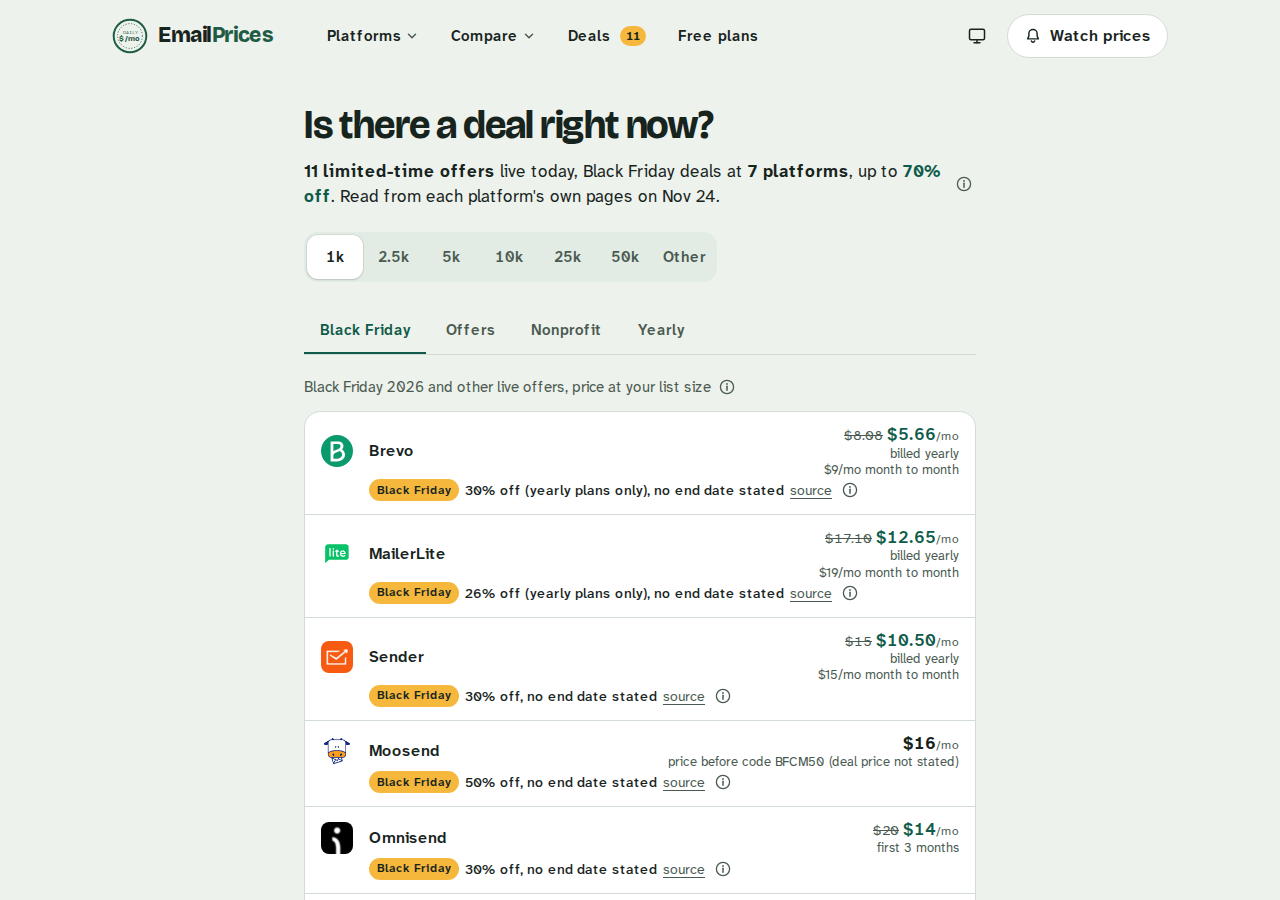 DAILY
$/mo
EmailPrices
Platforms
Compare
Deals 11
Free plans
Watch prices
Is there a deal right now?
11 limited-time offers live today, Black Friday deals at 7 platforms, up to 70%
off. Read from each platform's own pages on Nov 24.
1k 2.5k 5k 10k 25k 50k Other
Black Friday Offers Nonprofit Yearly
Black Friday 2026 and other live offers, price at your list size
B
Brevo
$8.08 $5.66/mo
billed yearly
$9/mo month to month
Black Friday 30% off (yearly plans only), no end date stated source
lite
MailerLite
$17.10 $12.65/mo
billed yearly
$19/mo month to month
Black Friday 26% off (yearly plans only), no end date stated source
Sender
$15 $10.50/mo
billed yearly
$15/mo month to month
Black Friday 30% off, no end date stated source
Moosend
$16/mo
price before code BFCM50 (deal price not stated)
Black Friday 50% off, no end date stated source
Omnisend
$20 $14/mo
first 3 months
Black Friday 30% off, no end date stated source